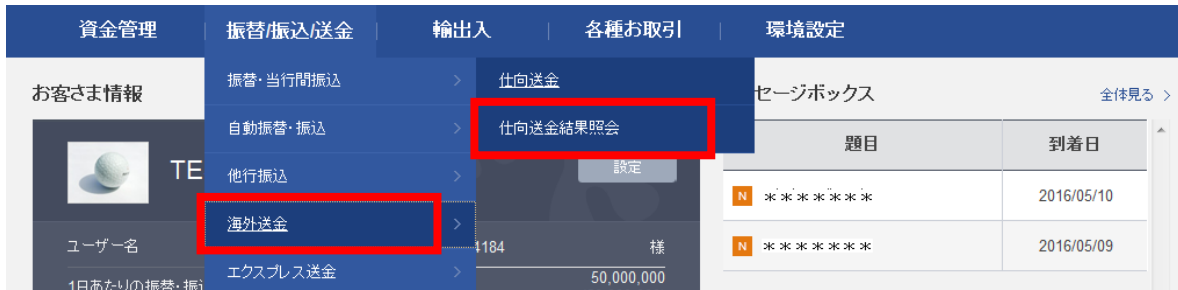 資金管理 振替/振込/送金 輸出入 各種お取引 環境設定
お客さま情報
振替・当行間振込 >
自動振替・振込 >
他行振込 >
海外送金 >
エクスプレス送金 >
仕向送金
仕向送金結果照会
セージボックス 全体見る >
題目 到着日
N ******* 2016/05/10
N ******* 2016/05/09
TE
設定
ユーザー名 4184 様
1日あたりの振替・振 50,000,000